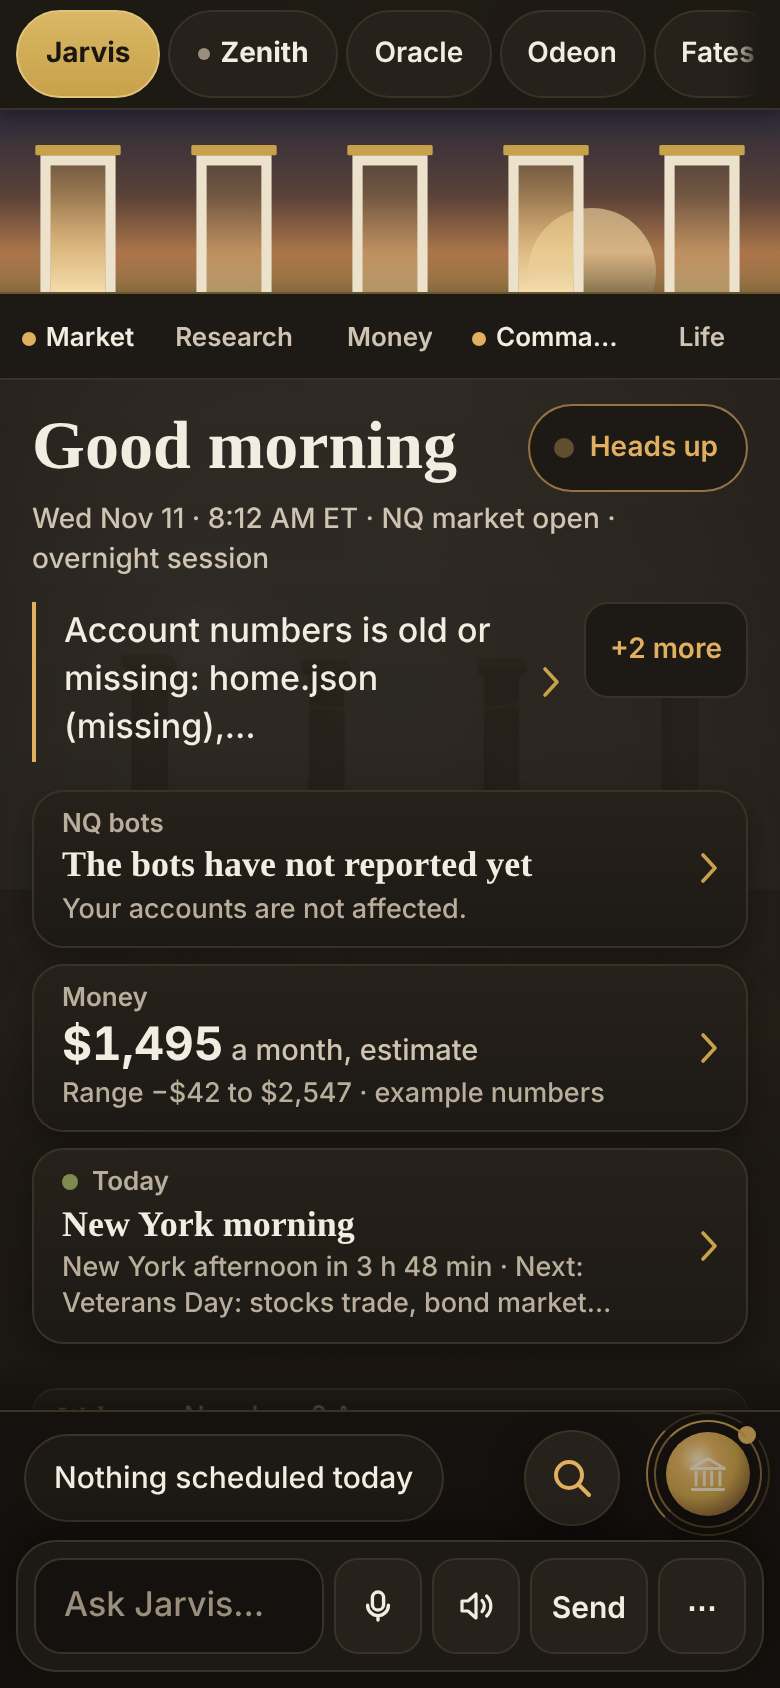 Jarvis
Zenith
Oracle
Odeon
Fates
Market
Research
Money
Comma...
Life
Good morning
Heads up
Wed Nov 11 · 8:12 AM ET · NQ market open ·
overnight session
Account numbers is old or
missing: home.json
(missing),...
+2 more
NQ bots
The bots have not reported yet
Your accounts are not affected.
Money
$1,495 a month, estimate
Range −$42 to $2,547 · example numbers
Today
New York morning
New York afternoon in 3 h 48 min · Next:
Veterans Day: stocks trade, bond market...
Nothing scheduled today
Ask Jarvis...
Send
...